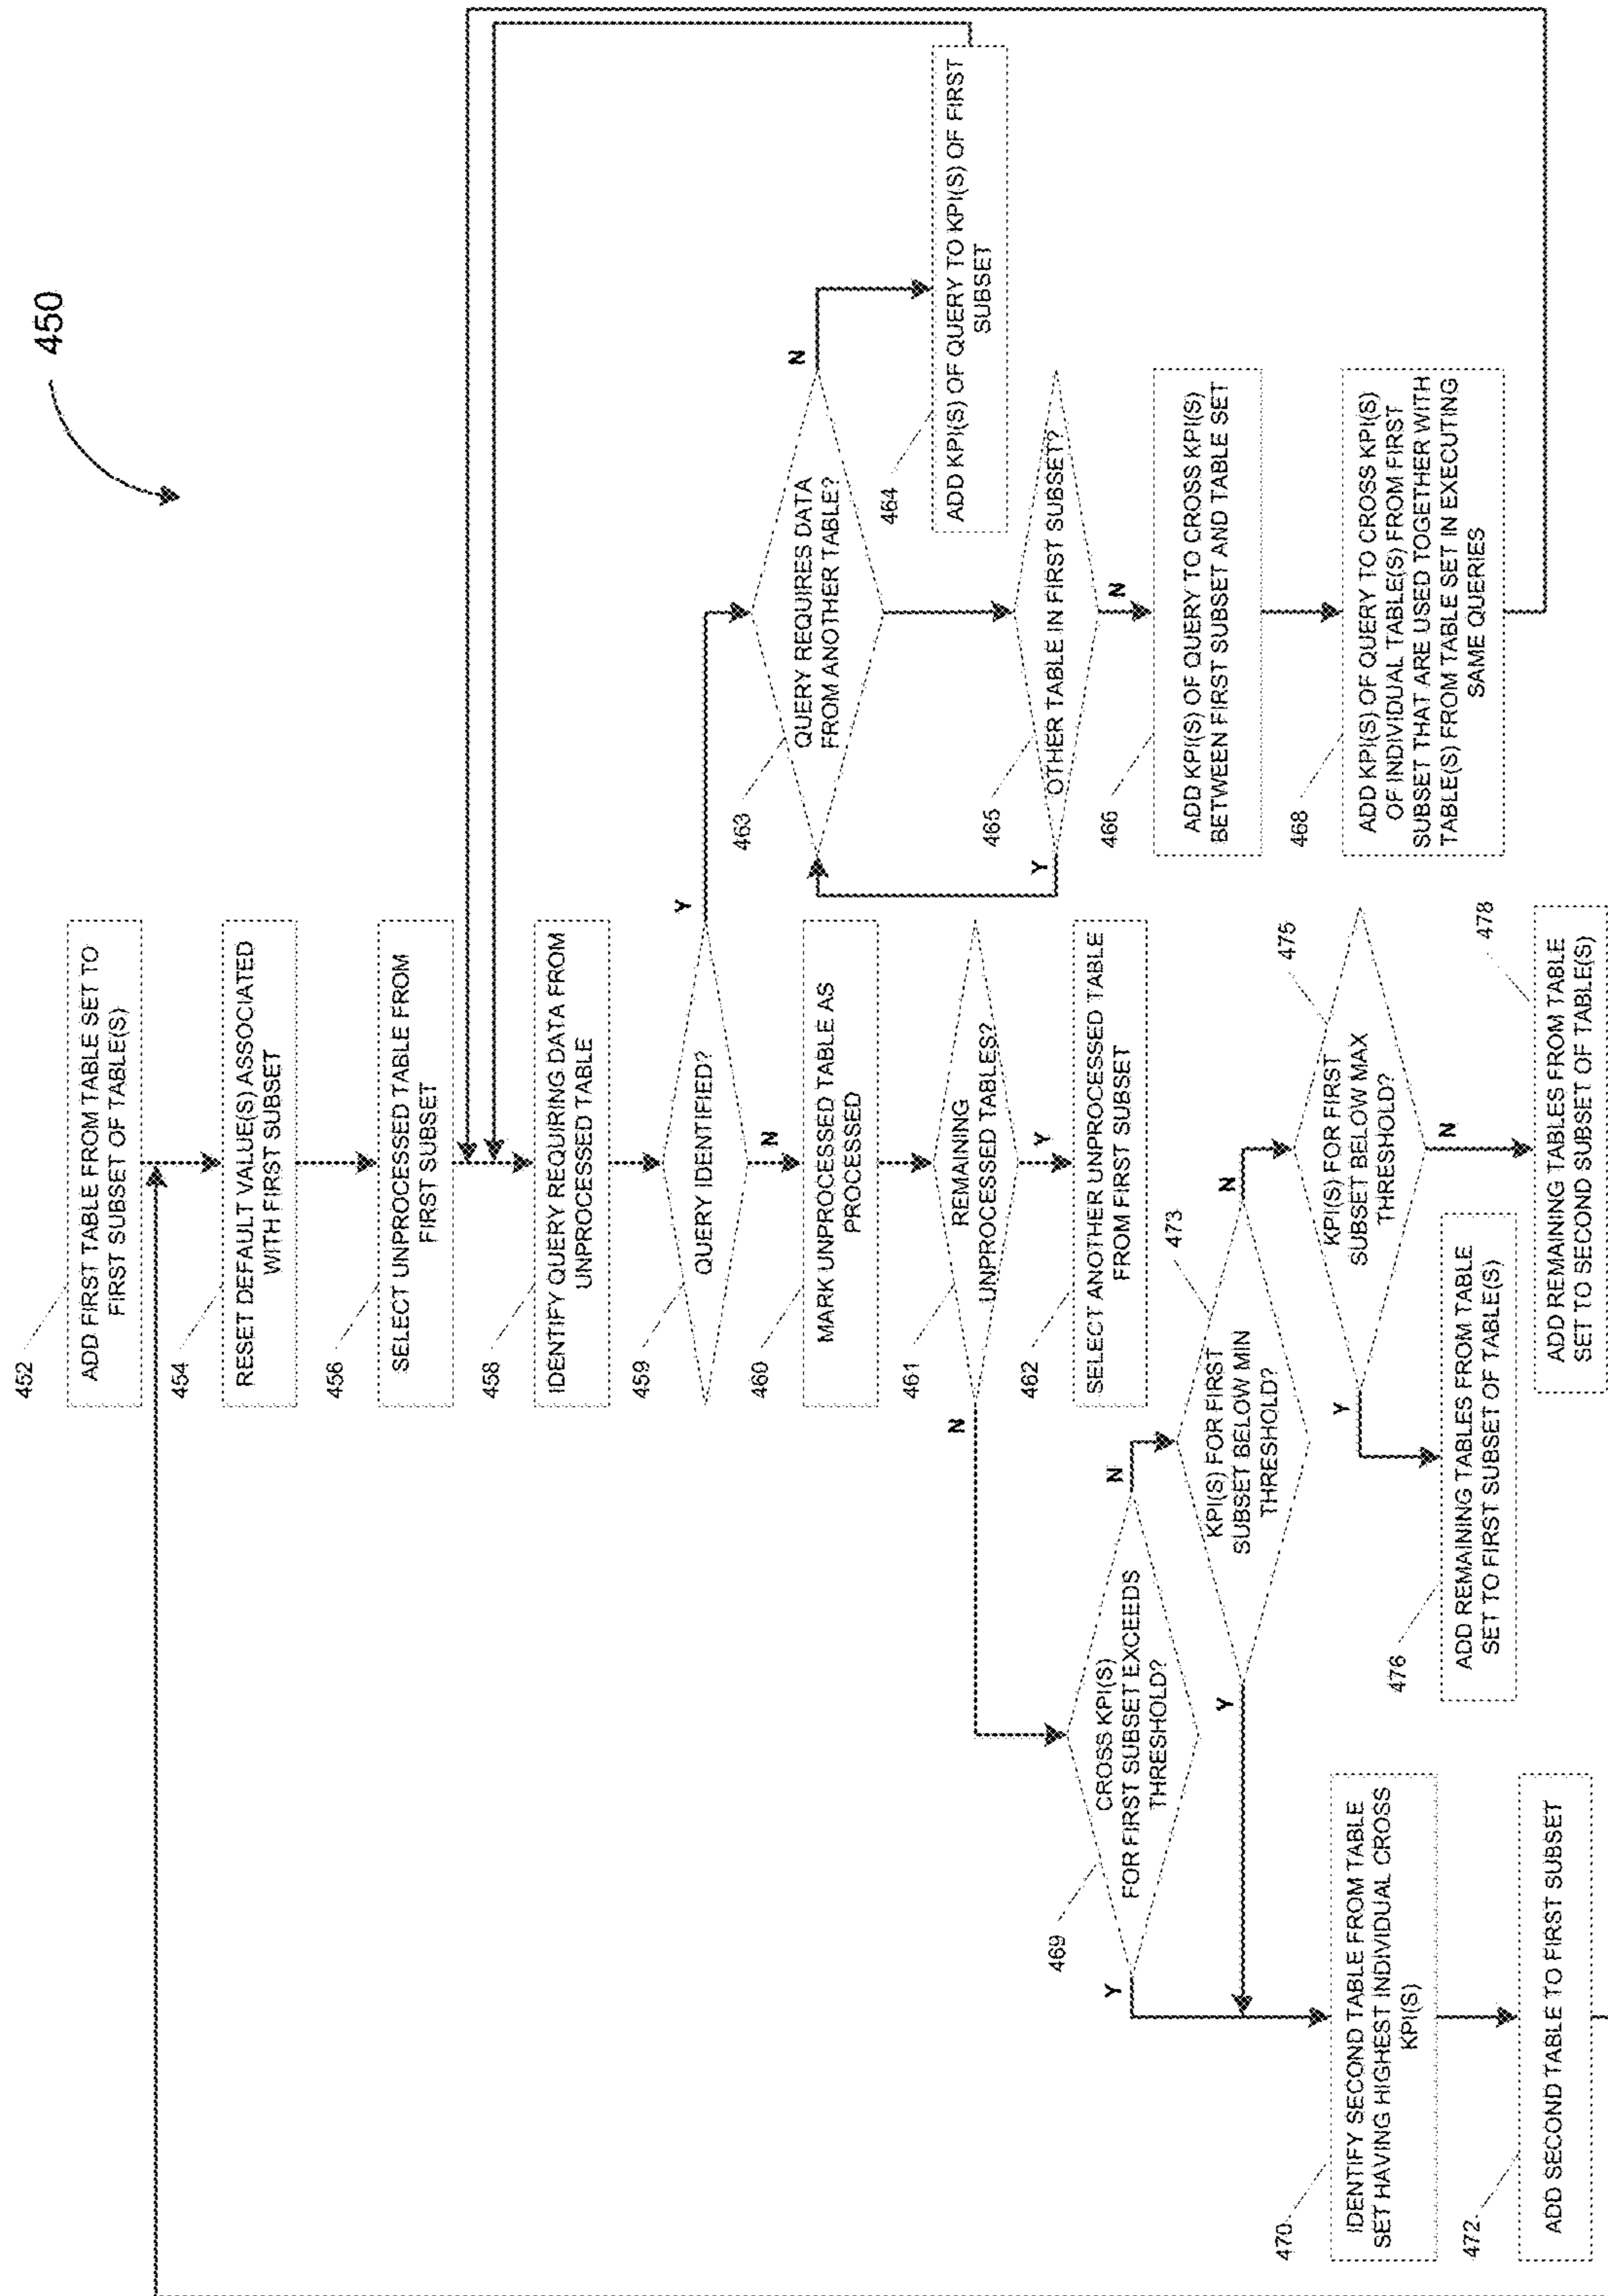 450
452
ADD FIRST TABLE FROM TABLE SET TO
FIRST SUBSET OF TABLE(S)
454
RESET DEFAULT VALUE(S) ASSOCIATED
WITH FIRST SUBSET
456
SELECT UNPROCESSED TABLE FROM
FIRST SUBSET
458
IDENTIFY QUERY REQUIRING DATA FROM
UNPROCESSED TABLE
459
QUERY IDENTIFIED?
Y
N
460
MARK UNPROCESSED TABLE AS
PROCESSED
461
REMAINING
UNPROCESSED TABLES?
N
Y
462
SELECT ANOTHER UNPROCESSED TABLE
FROM FIRST SUBSET
463
QUERY REQUIRES DATA
FROM ANOTHER TABLE?
N
464
ADD KPI(S) OF QUERY TO KPI(S) OF FIRST
SUBSET
465
OTHER TABLE IN FIRST SUBSET?
Y
N
466
ADD KPI(S) OF QUERY TO CROSS KPI(S)
BETWEEN FIRST SUBSET AND TABLE SET
468
ADD KPI(S) OF QUERY TO CROSS KPI(S)
OF INDIVIDUAL TABLE(S) FROM FIRST
SUBSET THAT ARE USED TOGETHER WITH
TABLE(S) FROM TABLE SET IN EXECUTING
SAME QUERIES
469
CROSS KPI(S)
FOR FIRST SUBSET EXCEEDS
THRESHOLD?
Y
N
470
IDENTIFY SECOND TABLE FROM TABLE
SET HAVING HIGHEST INDIVIDUAL CROSS
KPI(S)
472
ADD SECOND TABLE TO FIRST SUBSET
473
KPI(S) FOR FIRST
SUBSET BELOW MIN
THRESHOLD?
Y
N
475
KPI(S) FOR FIRST
SUBSET BELOW MAX
THRESHOLD?
Y
N
476
ADD REMAINING TABLES FROM TABLE
SET TO FIRST SUBSET OF TABLE(S)
478
ADD REMAINING TABLES FROM TABLE
SET TO SECOND SUBSET OF TABLE(S)